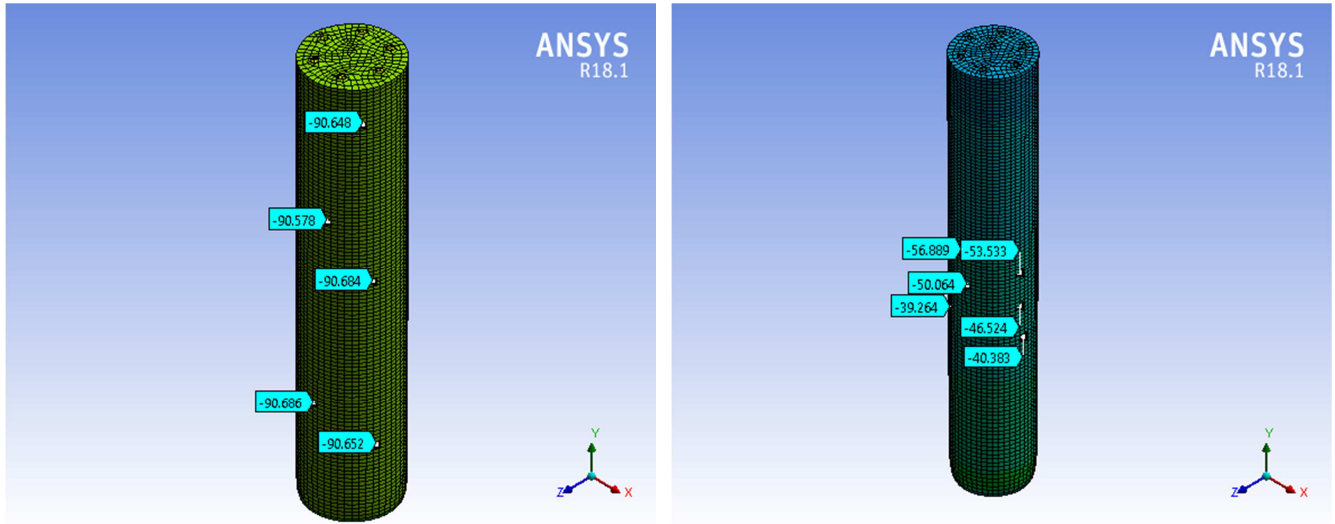 ANSYS
R18.1
-90.648
-90.578
-90.684
-90.686
-90.652
Y
Z
X
ANSYS
R18.1
-56.889
-53.533
-50.064
-39.264
-46.524
-40.383
Y
Z
X